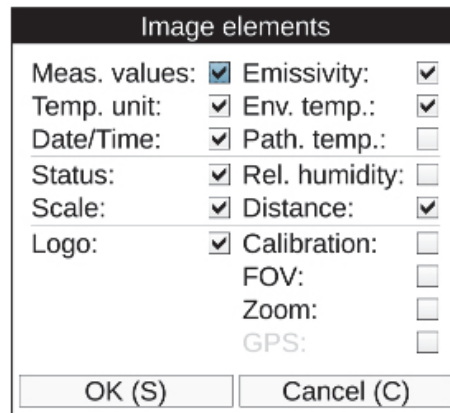 Image elements
Meas. values: Emissivity:
Temp. unit: Env. temp.:
Date/Time: Path. temp.:
Status: Rel. humidity:
Scale: Distance:
Logo: Calibration:
FOV:
Zoom:
GPS:
OK (S) Cancel (C)